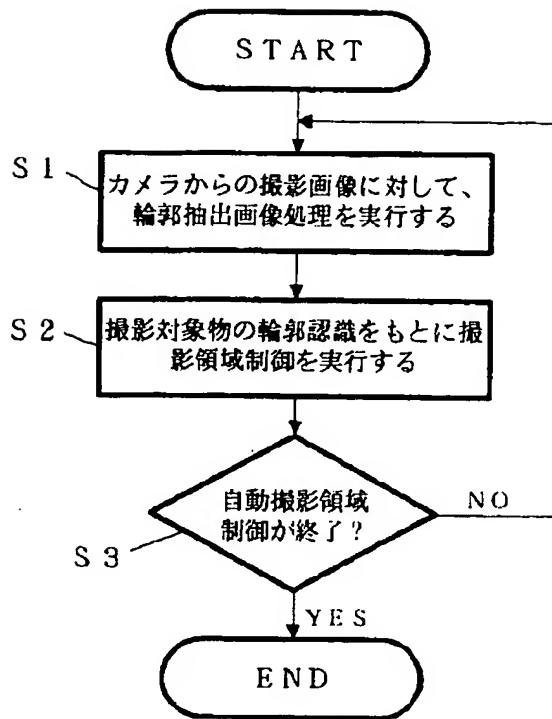 START
S1
カメラからの撮影画像に対して、
輪郭抽出画像処理を実行する
S2
撮影対象物の輪郭認識をもとに撮
影領域制御を実行する
自動撮影領域
制御が終了?
NO
S3
YES
END